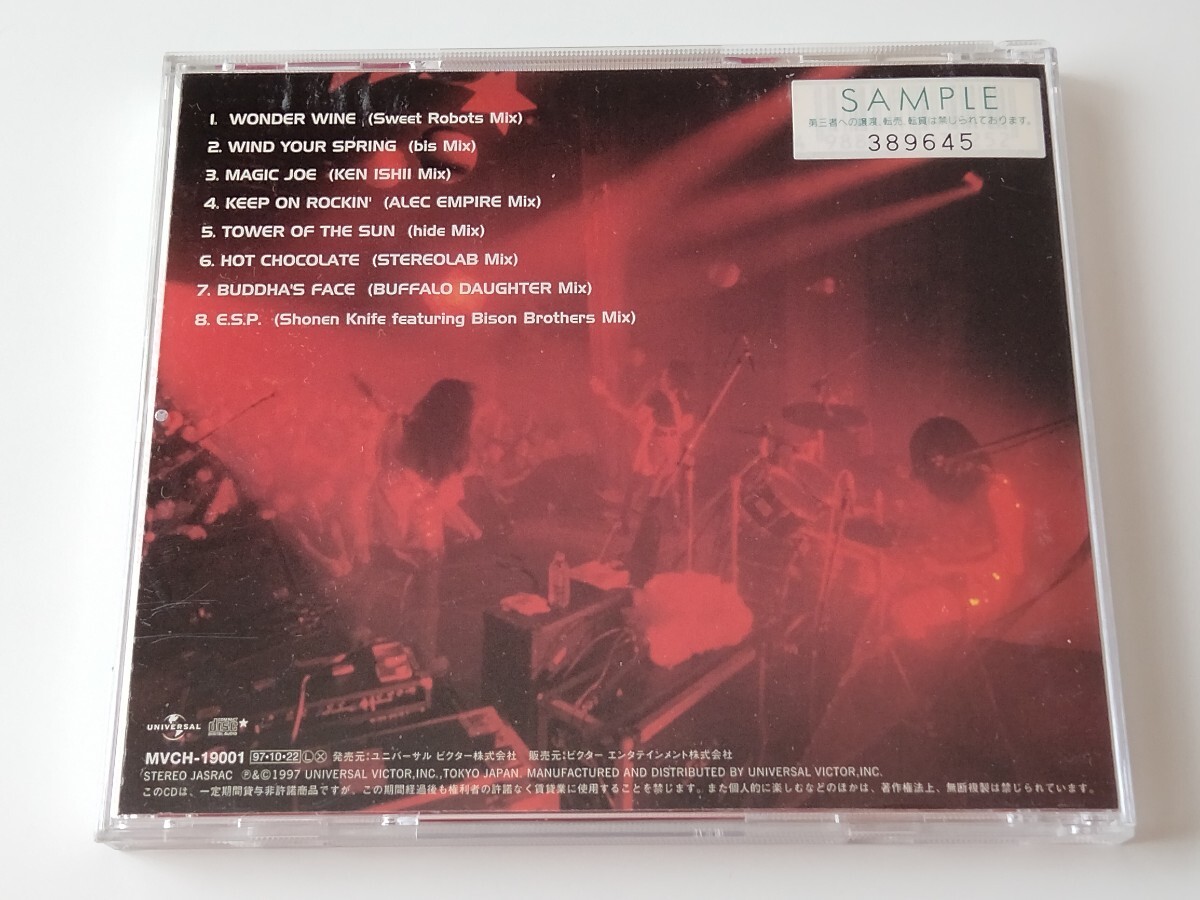 1. WONDER WINE (Sweet Robots Mix)
2. WIND YOUR SPRING (bis Mix)
3. MAGIC JOE (KEN ISHII Mix)
4. KEEP ON ROCKIN' (ALEC EMPIRE Mix)
5. TOWER OF THE SUN (hide Mix)
6. HOT CHOCOLATE (STEREOLAB Mix)
7. BUDDHA'S FACE (BUFFALO DAUGHTER Mix)
8. E.S.P. (Shonen Knife featuring Bison Brothers Mix)
SAMPLE
第三者への譲渡、転売、転貸は禁じられております。
389645
UNIVERSAL COMPACT disc DIGITAL AUDIO ★
MVCH-19001 97・10・22 Ⓛ Ⓧ 発売元:ユニバーサル ビクター株式会社 販売元:ビクター エンタテインメント株式会社
STEREO JASRAC ℗&©1997 UNIVERSAL VICTOR,INC.,TOKYO JAPAN. MANUFACTURED AND DISTRIBUTED BY UNIVERSAL VICTOR,INC.
このCDは、一定期間貸与非許諾商品ですが、この期間経過後も権利者の許諾なく賃貸業に使用することを禁じます。また個人的に楽しむなどのほかは、著作権法上、無断複製は禁じられています。